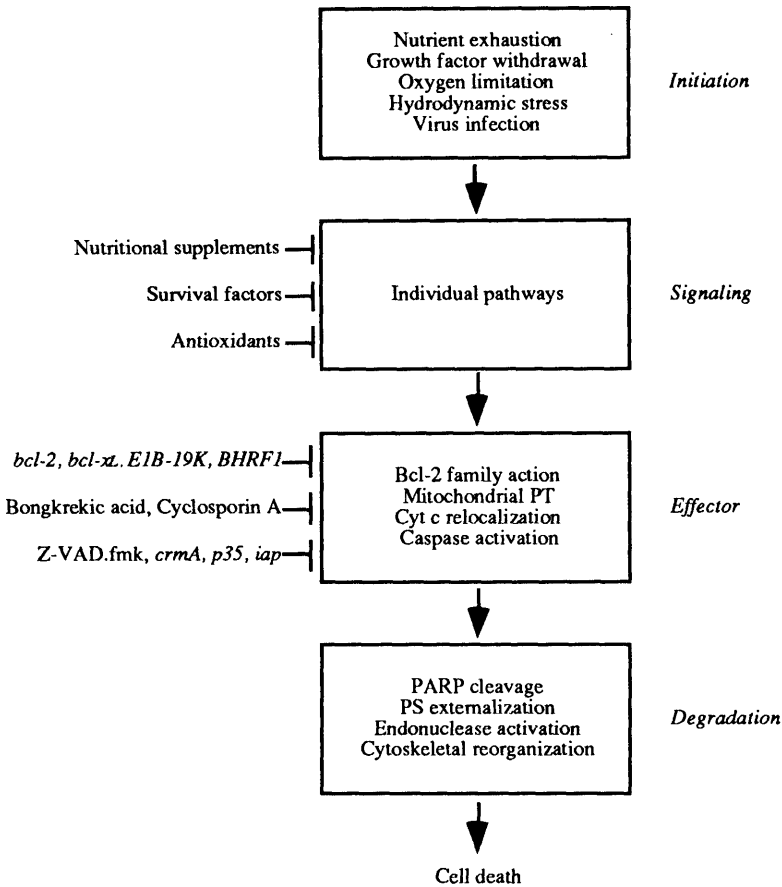 Nutrient exhaustion
Growth factor withdrawal
Oxygen limitation
Hydrodynamic stress
Virus infection
Initiation
Nutritional supplements
Survival factors
Antioxidants
Individual pathways
Signaling
bcl-2, bcl-xL. E1B-19K, BHRF1
Bongkrekic acid, Cyclosporin A
Z-VAD.fmk, crmA, p35, iap
Bcl-2 family action
Mitochondrial PT
Cyt c relocalization
Caspase activation
Effector
PARP cleavage
PS externalization
Endonuclease activation
Cytoskeletal reorganization
Degradation
Cell death